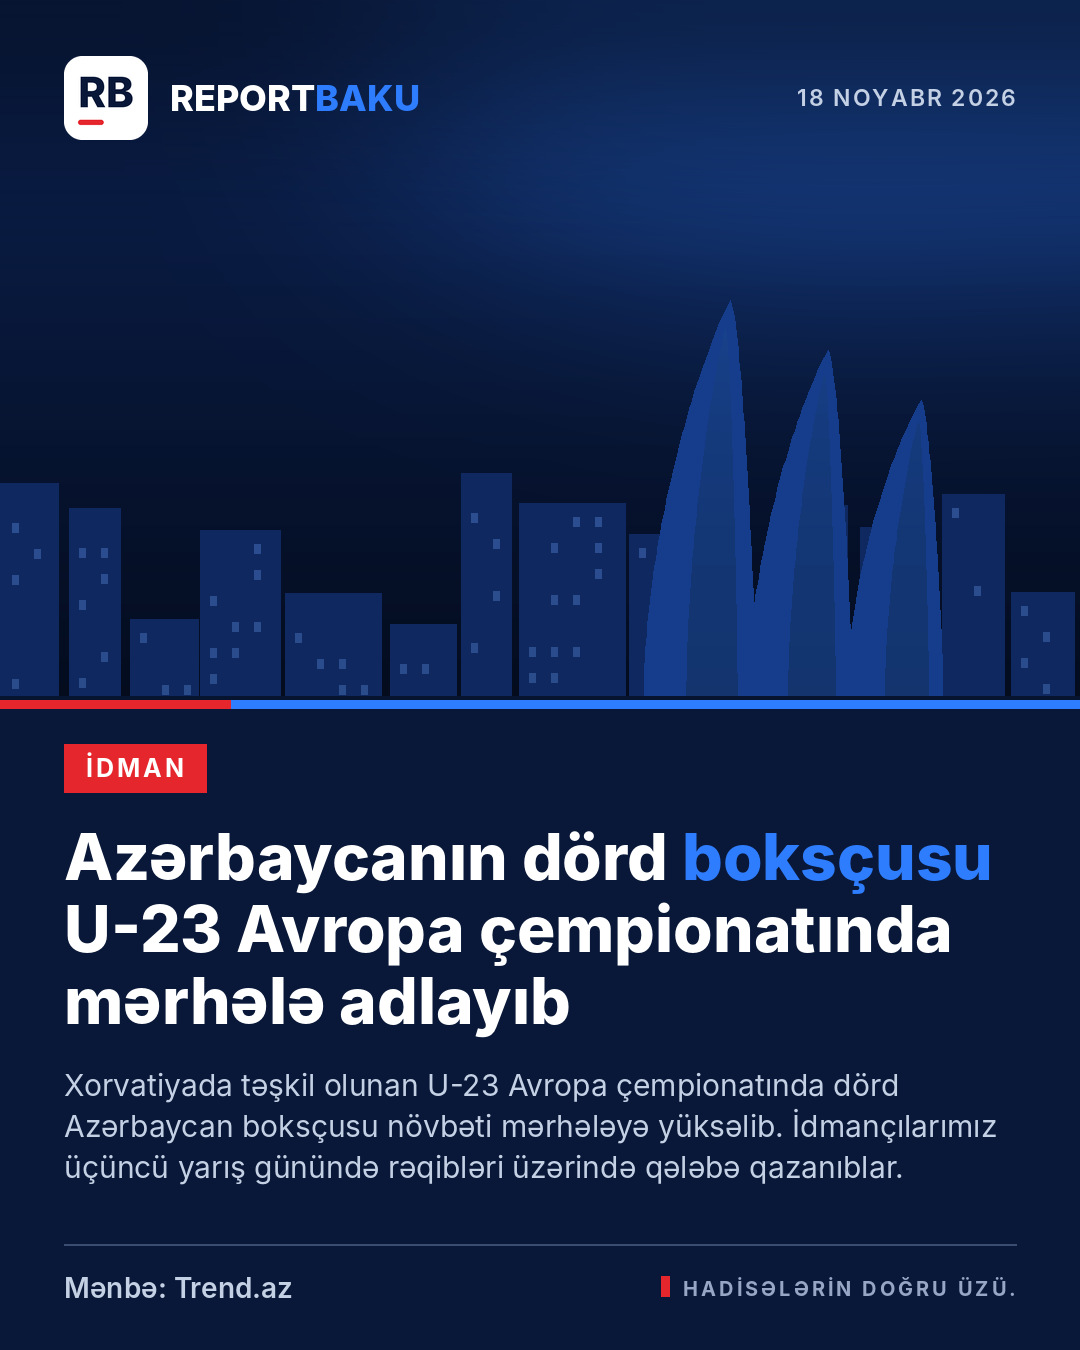 RB
REPORTBAKU
18 NOYABR 2026
İDMAN
Azərbaycanın dörd boksçusu
U-23 Avropa çempionatında
mərhələ adlayıb
Xorvatiyada təşkil olunan U-23 Avropa çempionatında dörd
Azərbaycan boksçusu növbəti mərhələyə yüksəlib. İdmançılarımız
üçüncü yarış günündə rəqibləri üzərində qələbə qazanıblar.
Mənbə: Trend.az
HADİSƏLƏRİN DOĞRU ÜZÜ.